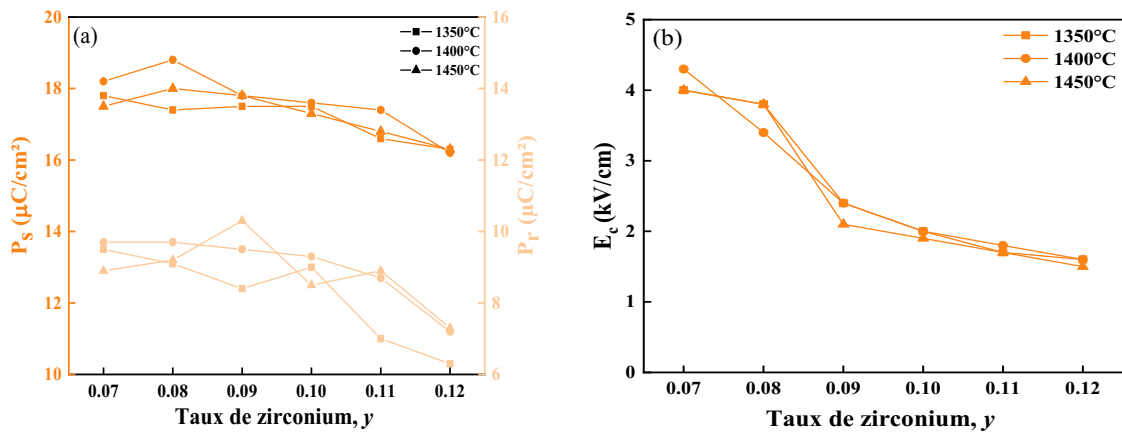 (a)
1350°C
1400°C
1450°C
20
18
16
14
12
10
Pₛ (µC/cm²)
16
14
12
10
8
6
Pᵣ (µC/cm²)
0.07 0.08 0.09 0.10 0.11 0.12
Taux de zirconium, y
(b)
1350°C
1400°C
1450°C
5
4
3
2
1
0
E_c (kV/cm)
0.07 0.08 0.09 0.10 0.11 0.12
Taux de zirconium, y